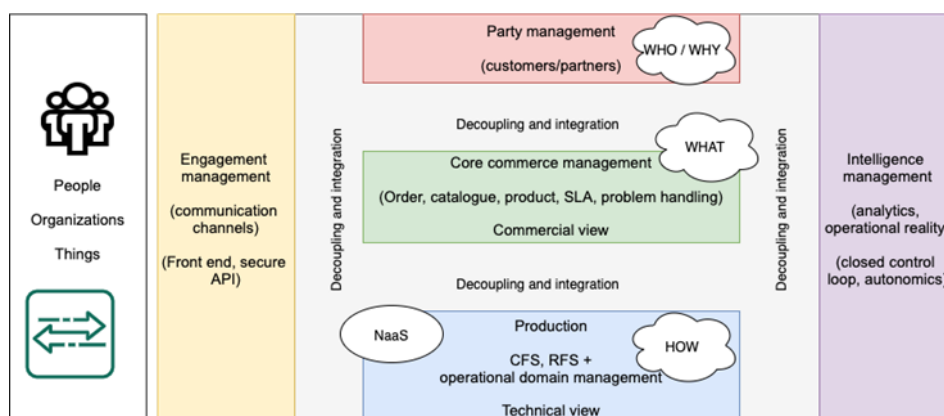 People
Organizations
Things
Engagement
management
(communication
channels)
(Front end, secure
API)
Decoupling and integration
Party management
(customers/partners)
WHO / WHY
Decoupling and integration
WHAT
Core commerce management
(Order, catalogue, product, SLA, problem handling)
Commercial view
Decoupling and integration
NaaS
Production
HOW
CFS, RFS +
operational domain management
Technical view
Decoupling and integration
Intelligence
management
(analytics,
operational reality
(closed control
loop, autonomics)